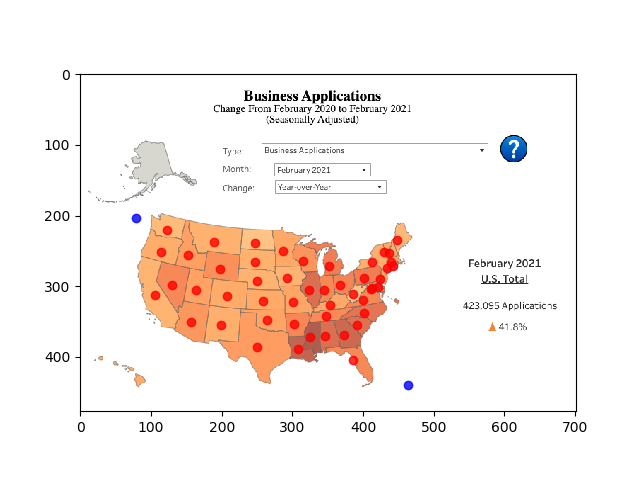 Business Applications
Change From February 2020 to February 2021
(Seasonally Adjusted)
Type: Business Applications
?
Month: February 2021
Change: Year-over-Year
February 2021
U.S. Total
423,095 Applications
41.8%
0
100
200
300
400
0 100 200 300 400 500 600 700